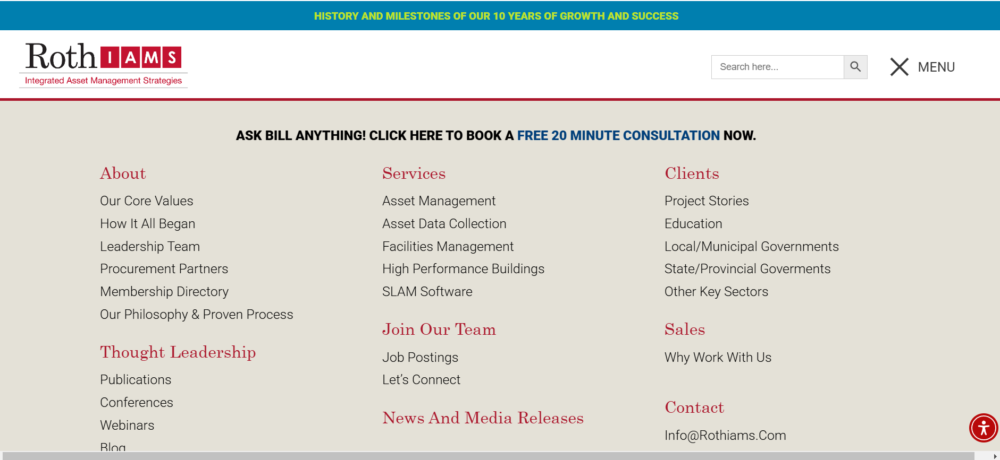 HISTORY AND MILESTONES OF OUR 10 YEARS OF GROWTH AND SUCCESS
Roth IAMS
Integrated Asset Management Strategies
Search here...
MENU
ASK BILL ANYTHING! CLICK HERE TO BOOK A FREE 20 MINUTE CONSULTATION NOW.
About
Our Core Values
How It All Began
Leadership Team
Procurement Partners
Membership Directory
Our Philosophy & Proven Process
Thought Leadership
Publications
Conferences
Webinars
Blog
Services
Asset Management
Asset Data Collection
Facilities Management
High Performance Buildings
SLAM Software
Join Our Team
Job Postings
Let’s Connect
News And Media Releases
Clients
Project Stories
Education
Local/Municipal Governments
State/Provincial Goverments
Other Key Sectors
Sales
Why Work With Us
Contact
Info@Rothiams.Com